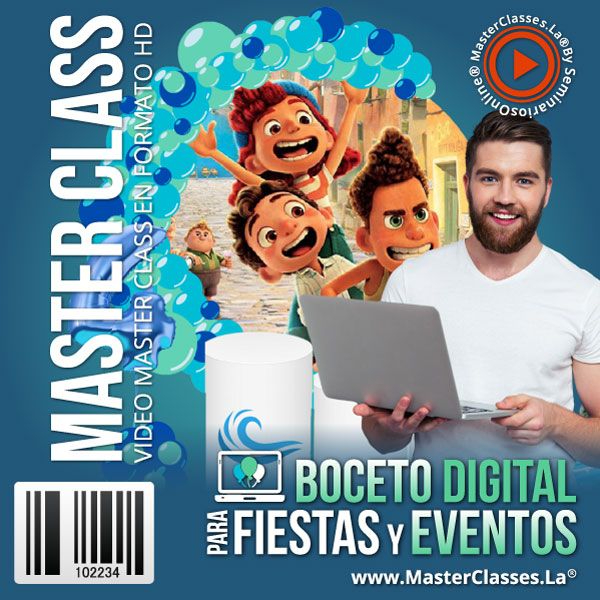 MASTER CLASS
VIDEO MASTER CLASS EN FORMATO HD
MasterClasses.La® By SeminariosOnline®
BOCETO DIGITAL
PARA FIESTAS Y EVENTOS
102234
www.MasterClasses.La®